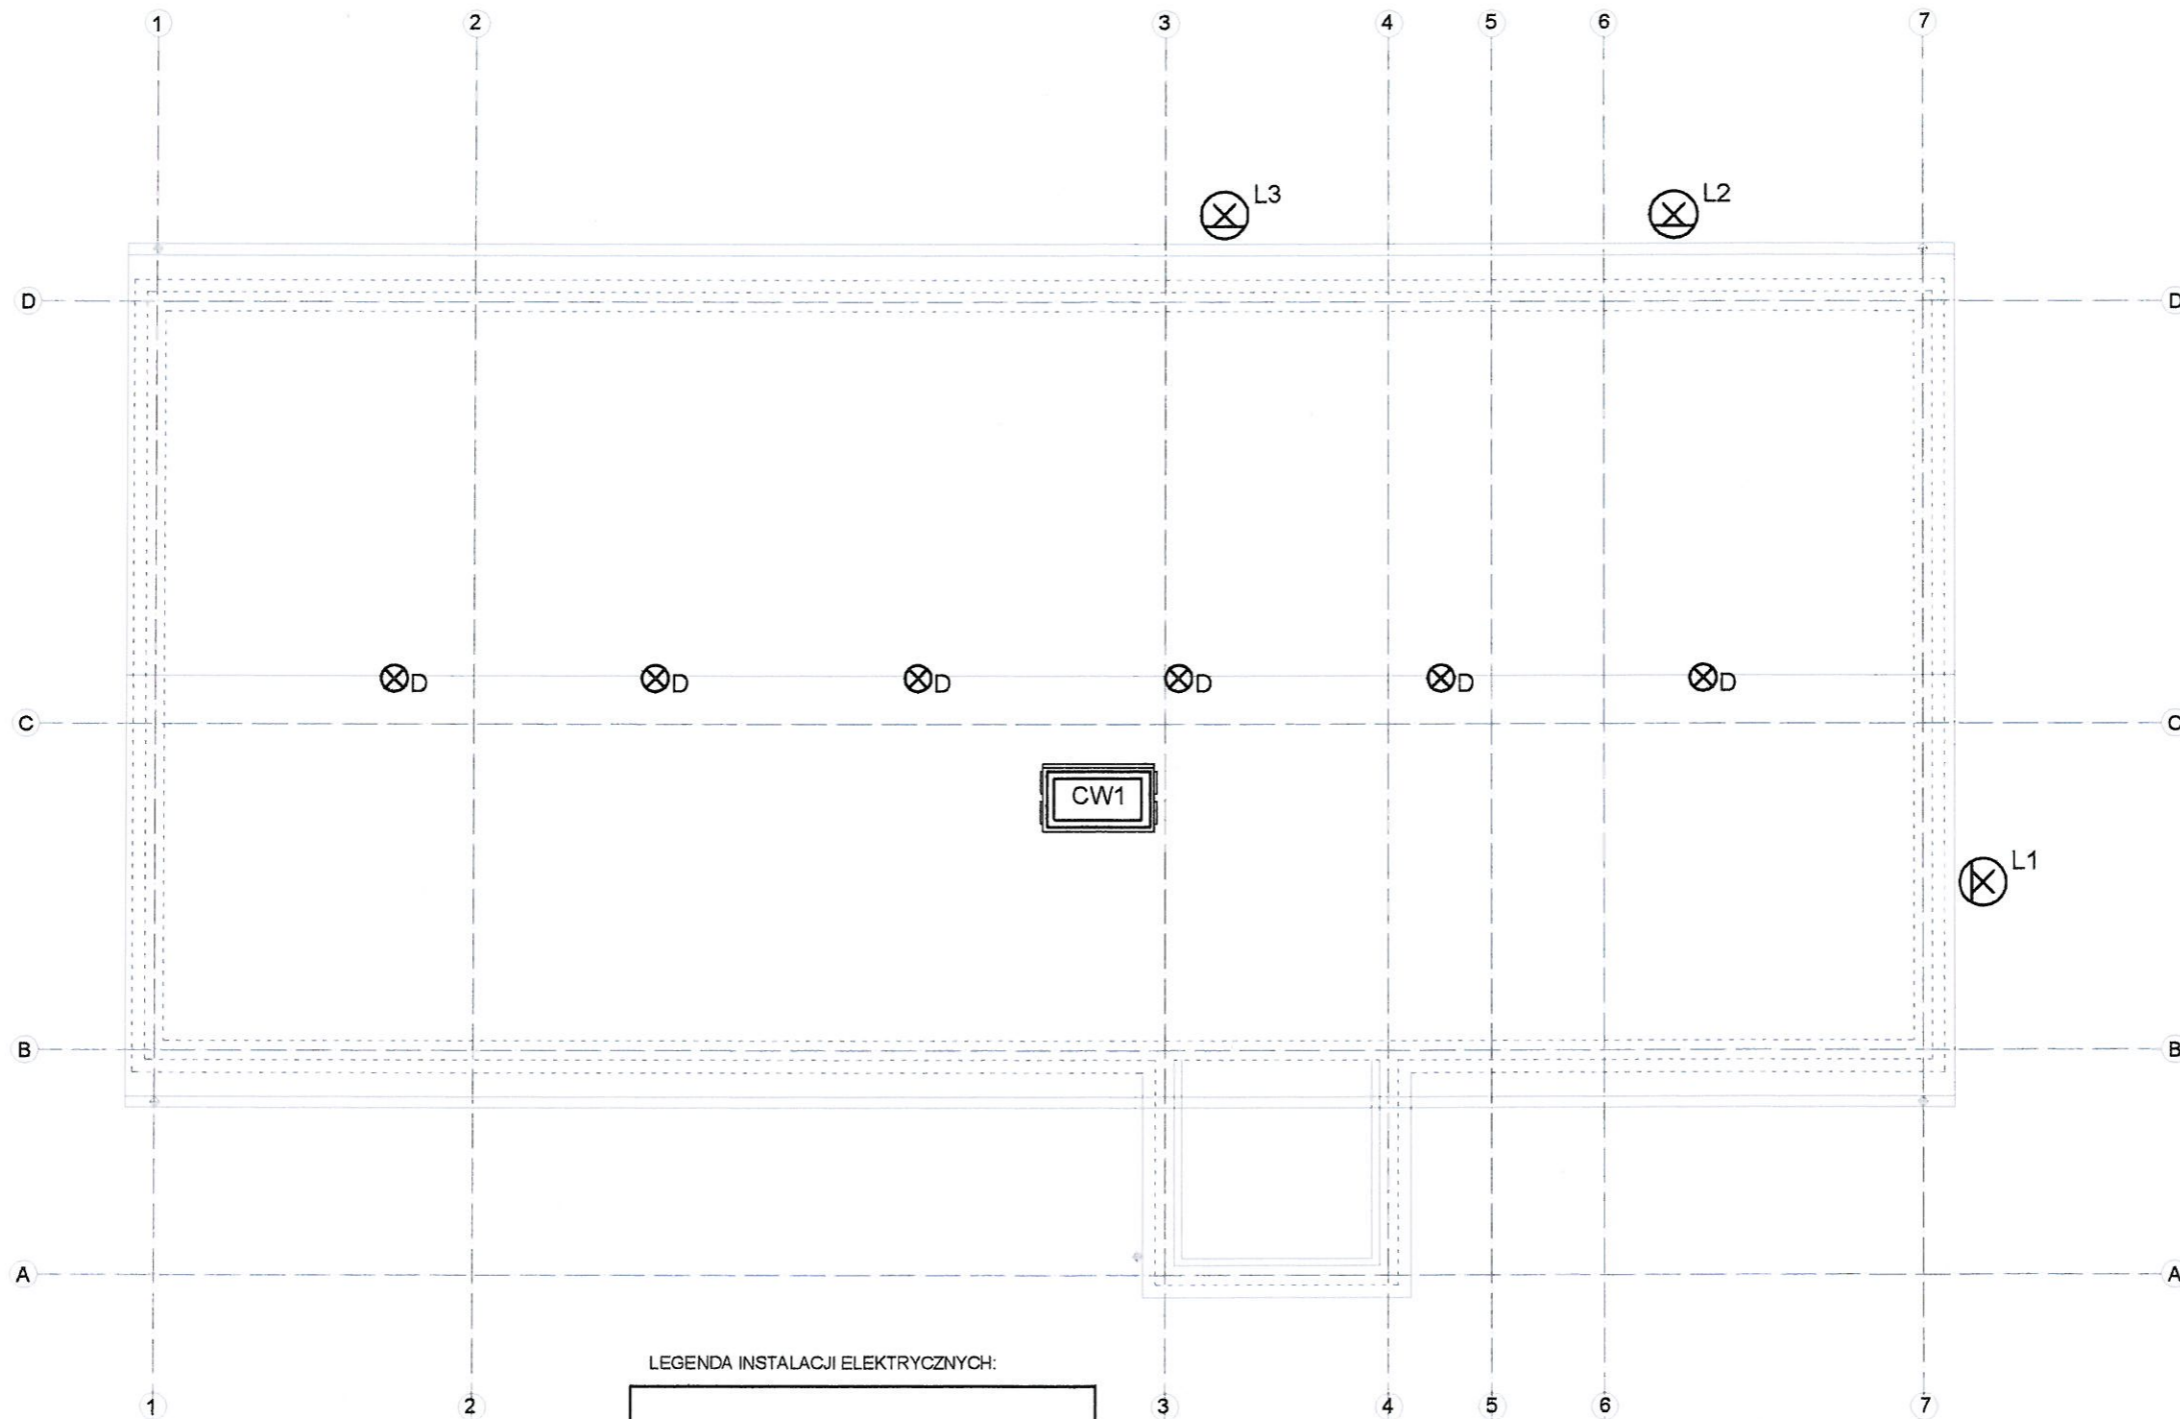 1 2 3 4 5 6 7
L3 L2
D D
D D D D D D
C C
CW1
L1
B B
A A
LEGENDA INSTALACJI ELEKTRYCZNYCH:
1 2 3 4 5 6 7